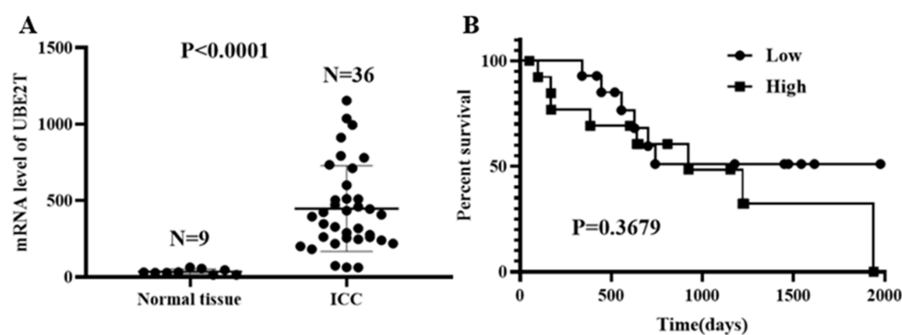 A
mRNA level of UBE2T
1500
1000
500
0
P<0.0001
N=9
N=36
Normal tissue
ICC
B
Percent survival
100
50
0
Low
High
P=0.3679
0
500
1000
1500
2000
Time(days)